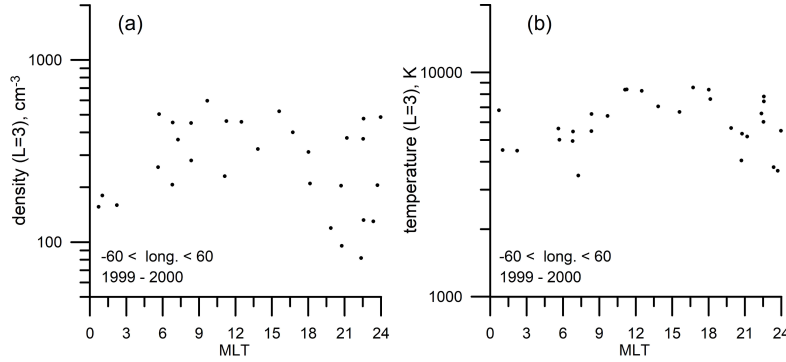 (a)
density (L=3), cm-3
1000
100
-60 < long. < 60
1999 - 2000
0 3 6 9 12 15 18 21 24
MLT
(b)
temperature (L=3), K
10000
1000
-60 < long. < 60
1999 - 2000
0 3 6 9 12 15 18 21 24
MLT